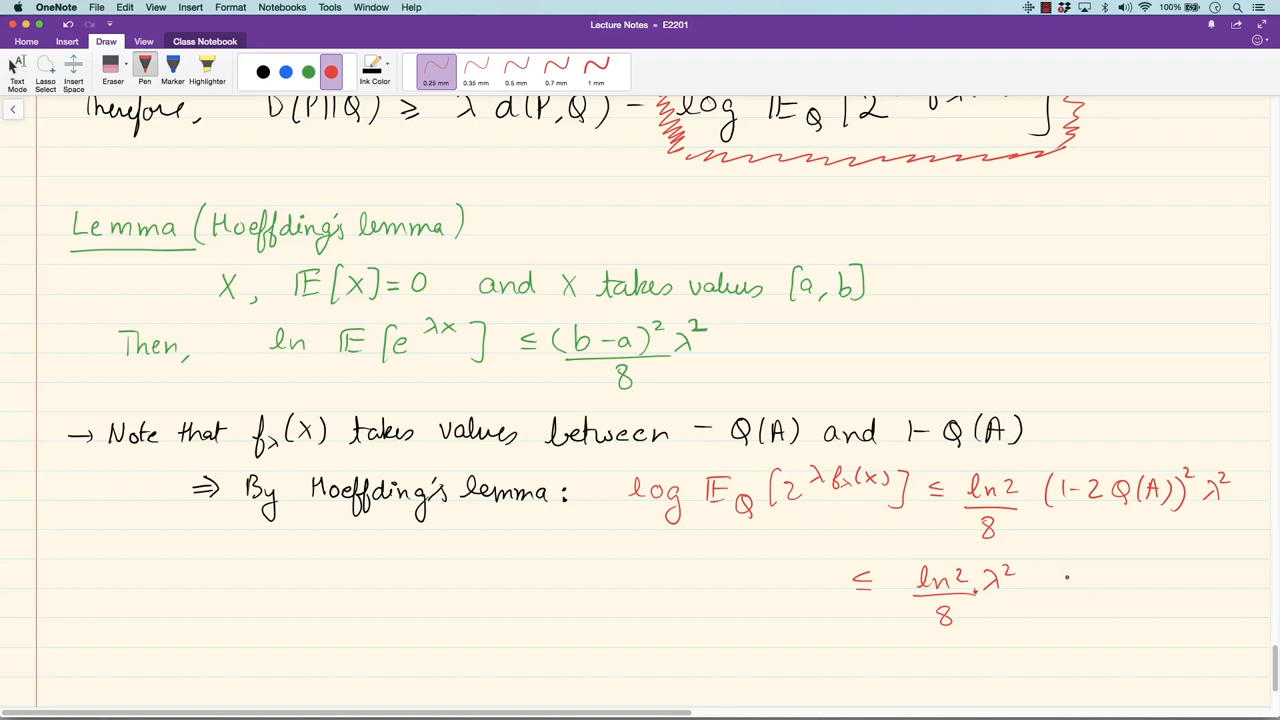 OneNote File Edit View Insert Format Notebooks Tools Window Help 100%
Lecture Notes » E2201
Home Insert Draw View Class Notebook
Text Mode Lasso Select Insert Space Eraser Pen Marker Highlighter Ink Color 0.25 mm 0.35 mm 0.5 mm 0.7 mm 1 mm
Therefore, D(P||Q) ≥ λ d(P,Q) - log 𝔼_Q [2
Lemma (Hoeffding's lemma)
X, 𝔼[X]=0 and X takes values [a, b]
Then, ln 𝔼[e^{λX}] ≤ (b-a)²/8 λ²
→ Note that f_λ(X) takes values between - Q(A) and 1- Q(A)
⇒ By Hoeffding's lemma: log 𝔼_Q [2^{λ f_λ(X)}] ≤ ln2/8 (1-2Q(A))² λ²
≤ ln2/8 . λ²